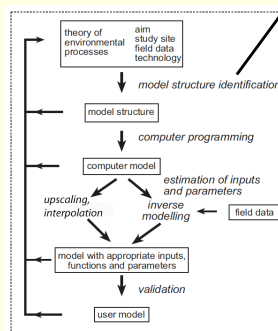 theory of
environmental
processes
aim
study site
field data
technology
model structure identification
model structure
computer programming
computer model
estimation of inputs
and parameters
upscaling,
interpolation
inverse
modelling
field data
model with appropriate inputs,
functions and parameters
validation
user model